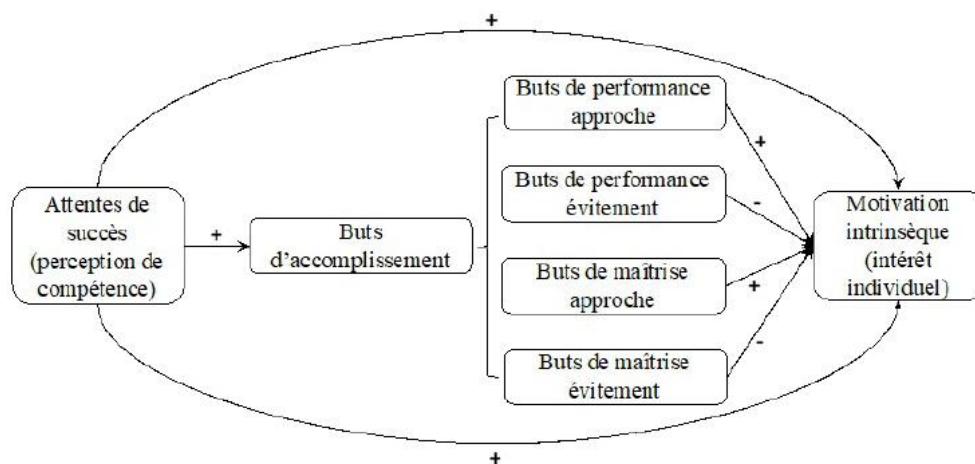 +
Buts de performance
approche
+
Attentes de
succès
(perception de
compétence)
+
Buts
d'accomplissement
Buts de performance
évitement
-
Motivation
intrinsèque
(intérêt
individuel)
Buts de maîtrise
approche
+
Buts de maîtrise
évitement
-
+